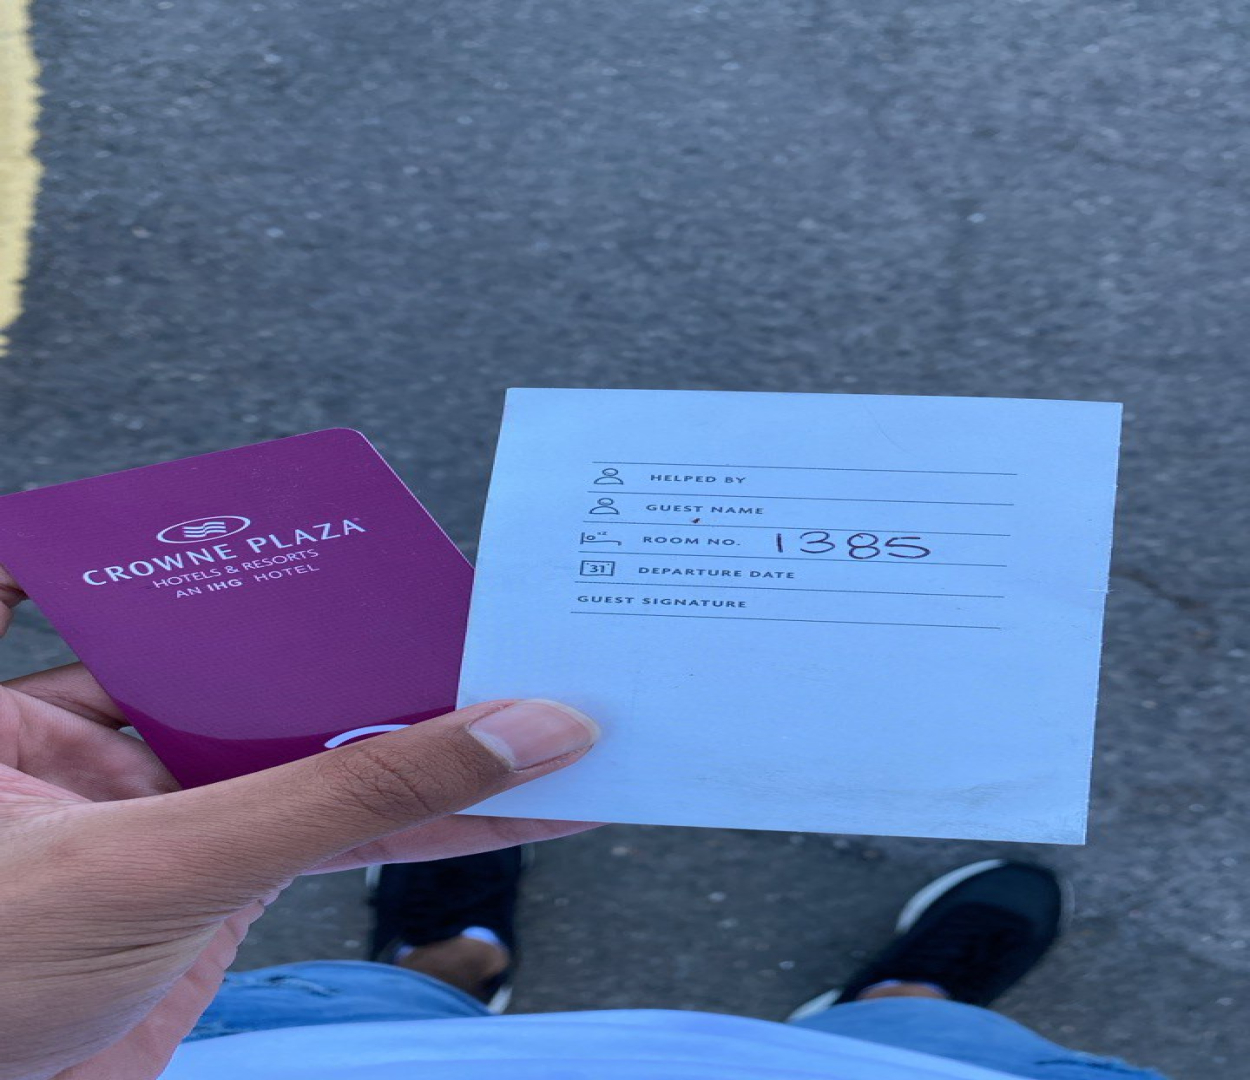 CROWNE PLAZA
HOTELS & RESORTS
AN IHG HOTEL
HELPED BY
GUEST NAME
ROOM NO. 1385
31
DEPARTURE DATE
GUEST SIGNATURE